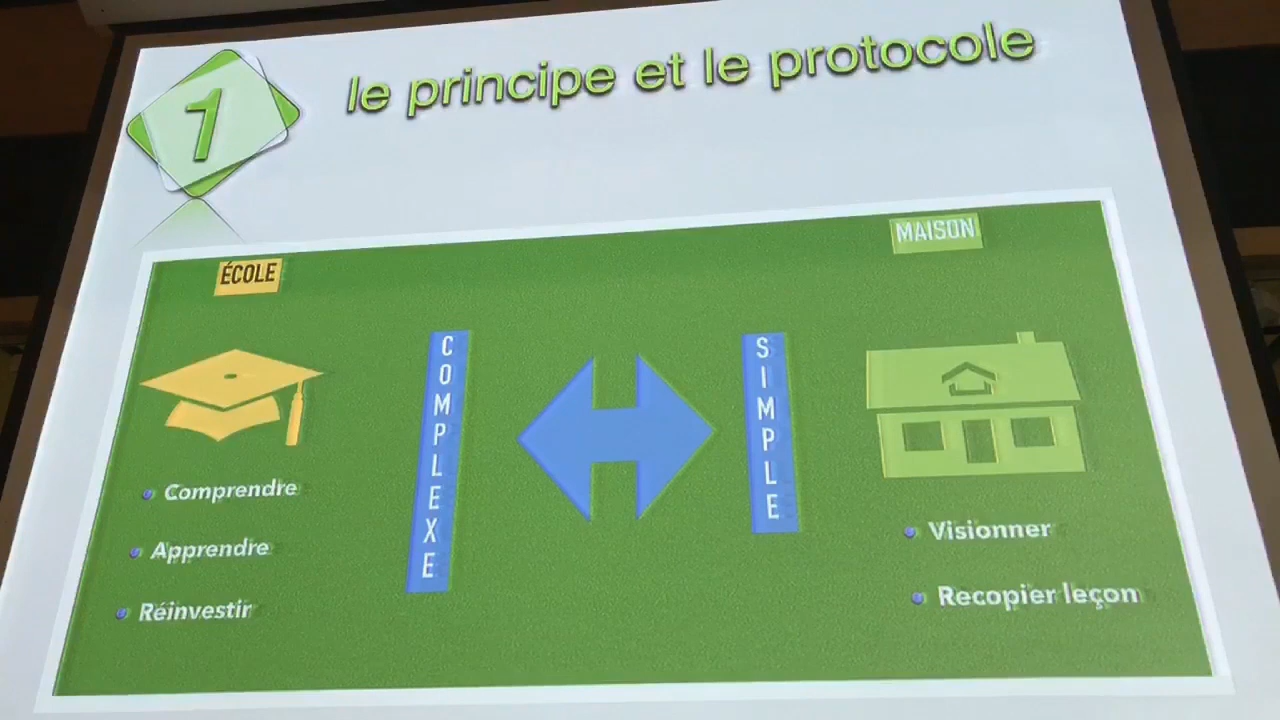 1
le principe et le protocole
ÉCOLE
MAISON
COMPLEXE
SIMPLE
Comprendre
Apprendre
Réinvestir
Visionner
Recopier leçon